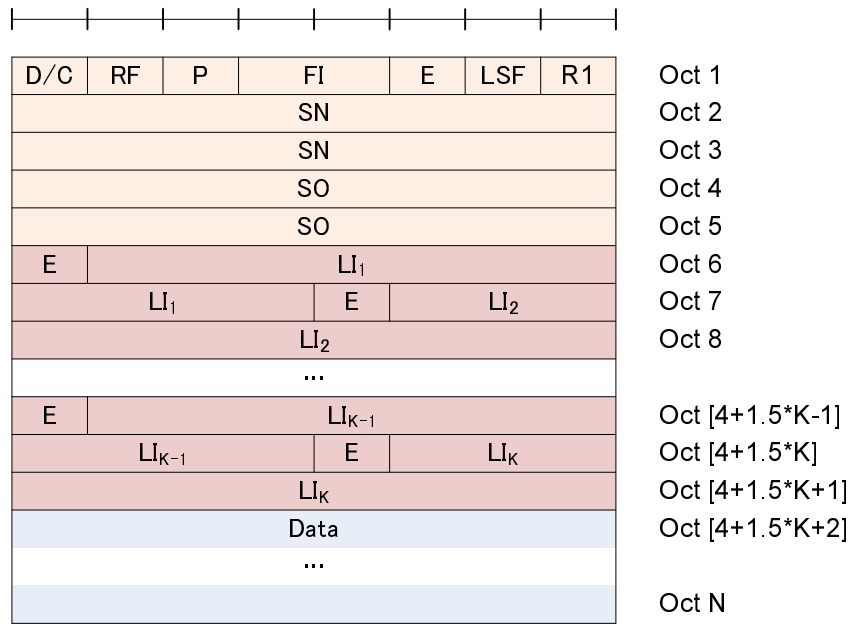 D/C RF P FI E LSF R1 Oct 1
SN Oct 2
SN Oct 3
SO Oct 4
SO Oct 5
E LI₁ Oct 6
LI₁ E LI₂ Oct 7
LI₂ Oct 8
...
E LIK-1 Oct [4+1.5*K-1]
LIK-1 E LIK Oct [4+1.5*K]
LIK Oct [4+1.5*K+1]
Data Oct [4+1.5*K+2]
...
Oct N